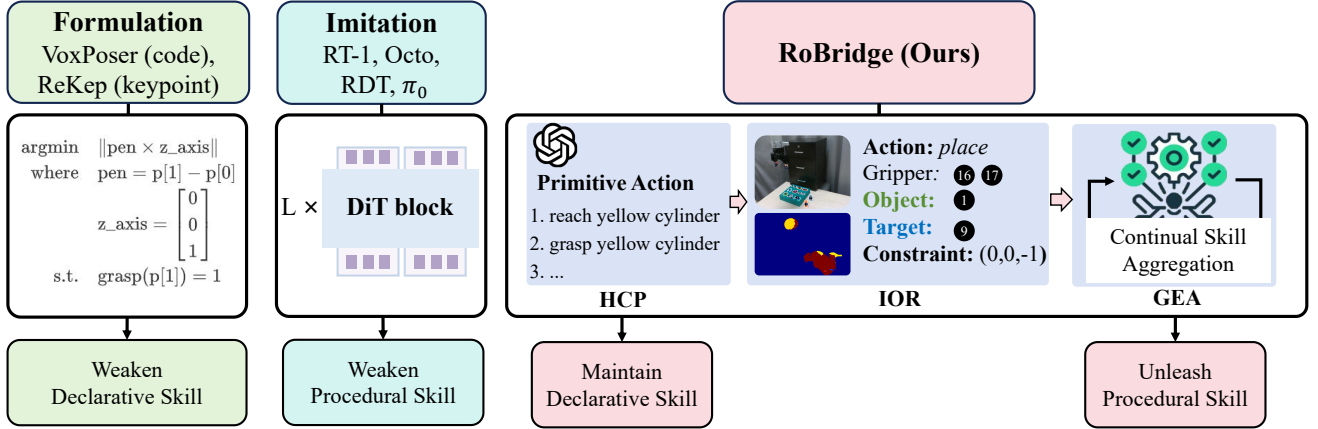 Formulation
VoxPoser (code),
ReKep (keypoint)
argmin ‖pen × z_axis‖
where pen = p[1] − p[0]
z_axis = [0
0
1]
s.t. grasp(p[1]) = 1
Weaken
Declarative Skill
Imitation
RT-1, Octo,
RDT, π₀
L × DiT block
Weaken
Procedural Skill
RoBridge (Ours)
Primitive Action
1. reach yellow cylinder
2. grasp yellow cylinder
3. ...
HCP
Action: place
Gripper: 16 17
Object: 1
Target: 9
Constraint: (0,0,-1)
IOR
Continual Skill
Aggregation
GEA
Maintain
Declarative Skill
Unleash
Procedural Skill